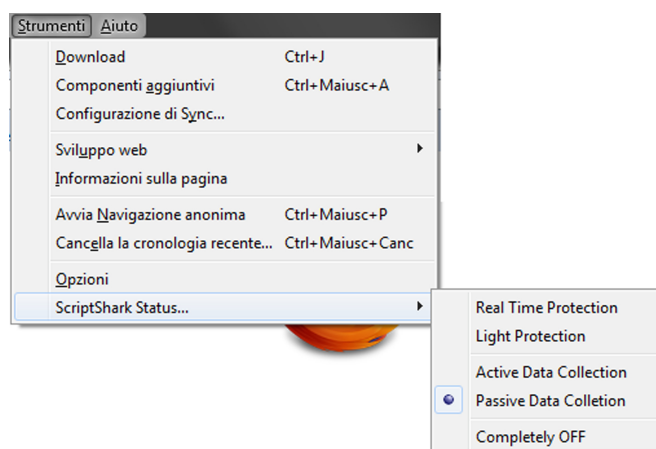 Strumenti Aiuto
Download Ctrl+J
Componenti aggiuntivi Ctrl+Maiusc+A
Configurazione di Sync...
Sviluppo web
Informazioni sulla pagina
Avvia Navigazione anonima Ctrl+Maiusc+P
Cancella la cronologia recente... Ctrl+Maiusc+Canc
Opzioni
ScriptShark Status...
Real Time Protection
Light Protection
Active Data Collection
Passive Data Colletion
Completely OFF